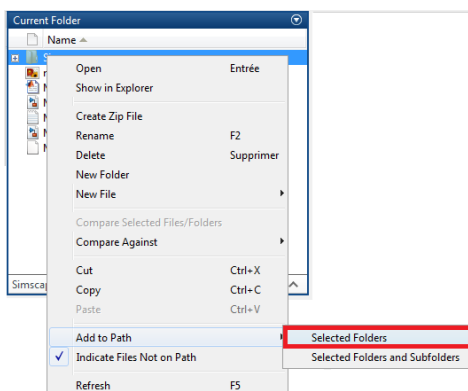 Current Folder
Name
Open Entrée
Show in Explorer
Create Zip File
Rename F2
Delete Supprimer
New Folder
New File
Compare Selected Files/Folders
Compare Against
Cut Ctrl+X
Copy Ctrl+C
Paste Ctrl+V
Add to Path
Selected Folders
Indicate Files Not on Path
Selected Folders and Subfolders
Refresh F5